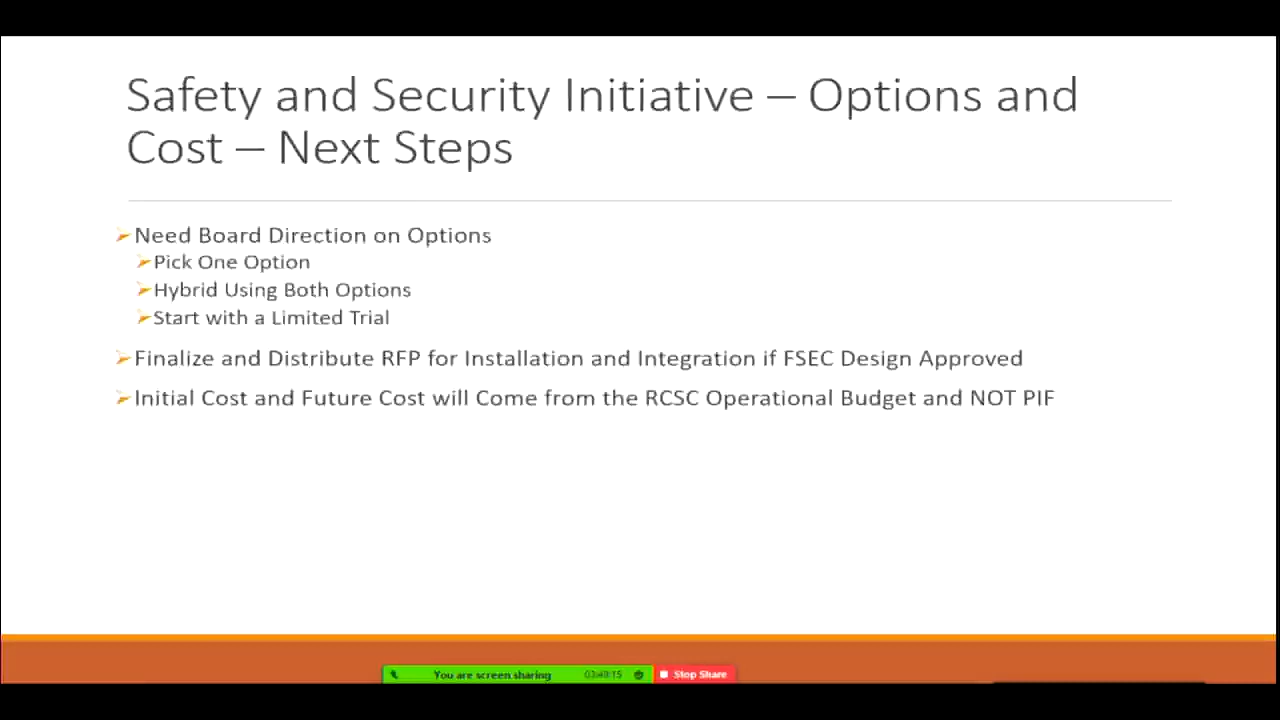 Safety and Security Initiative – Options and
Cost – Next Steps
Need Board Direction on Options
Pick One Option
Hybrid Using Both Options
Start with a Limited Trial
Finalize and Distribute RFP for Installation and Integration if FSEC Design Approved
Initial Cost and Future Cost will Come from the RCSC Operational Budget and NOT PIF
You are screen sharing
Stop Share